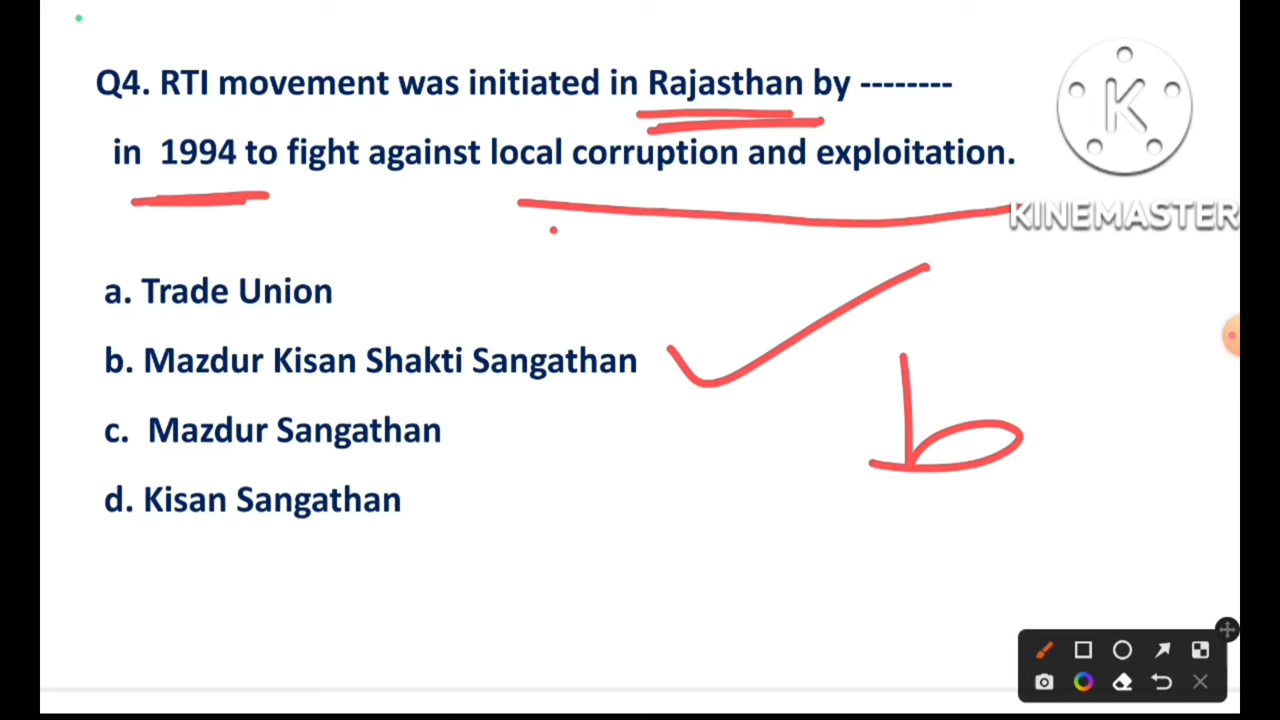 Q4. RTI movement was initiated in Rajasthan by --------
in 1994 to fight against local corruption and exploitation.
a. Trade Union
b. Mazdur Kisan Shakti Sangathan
c. Mazdur Sangathan
d. Kisan Sangathan
b
K
KINEMASTER